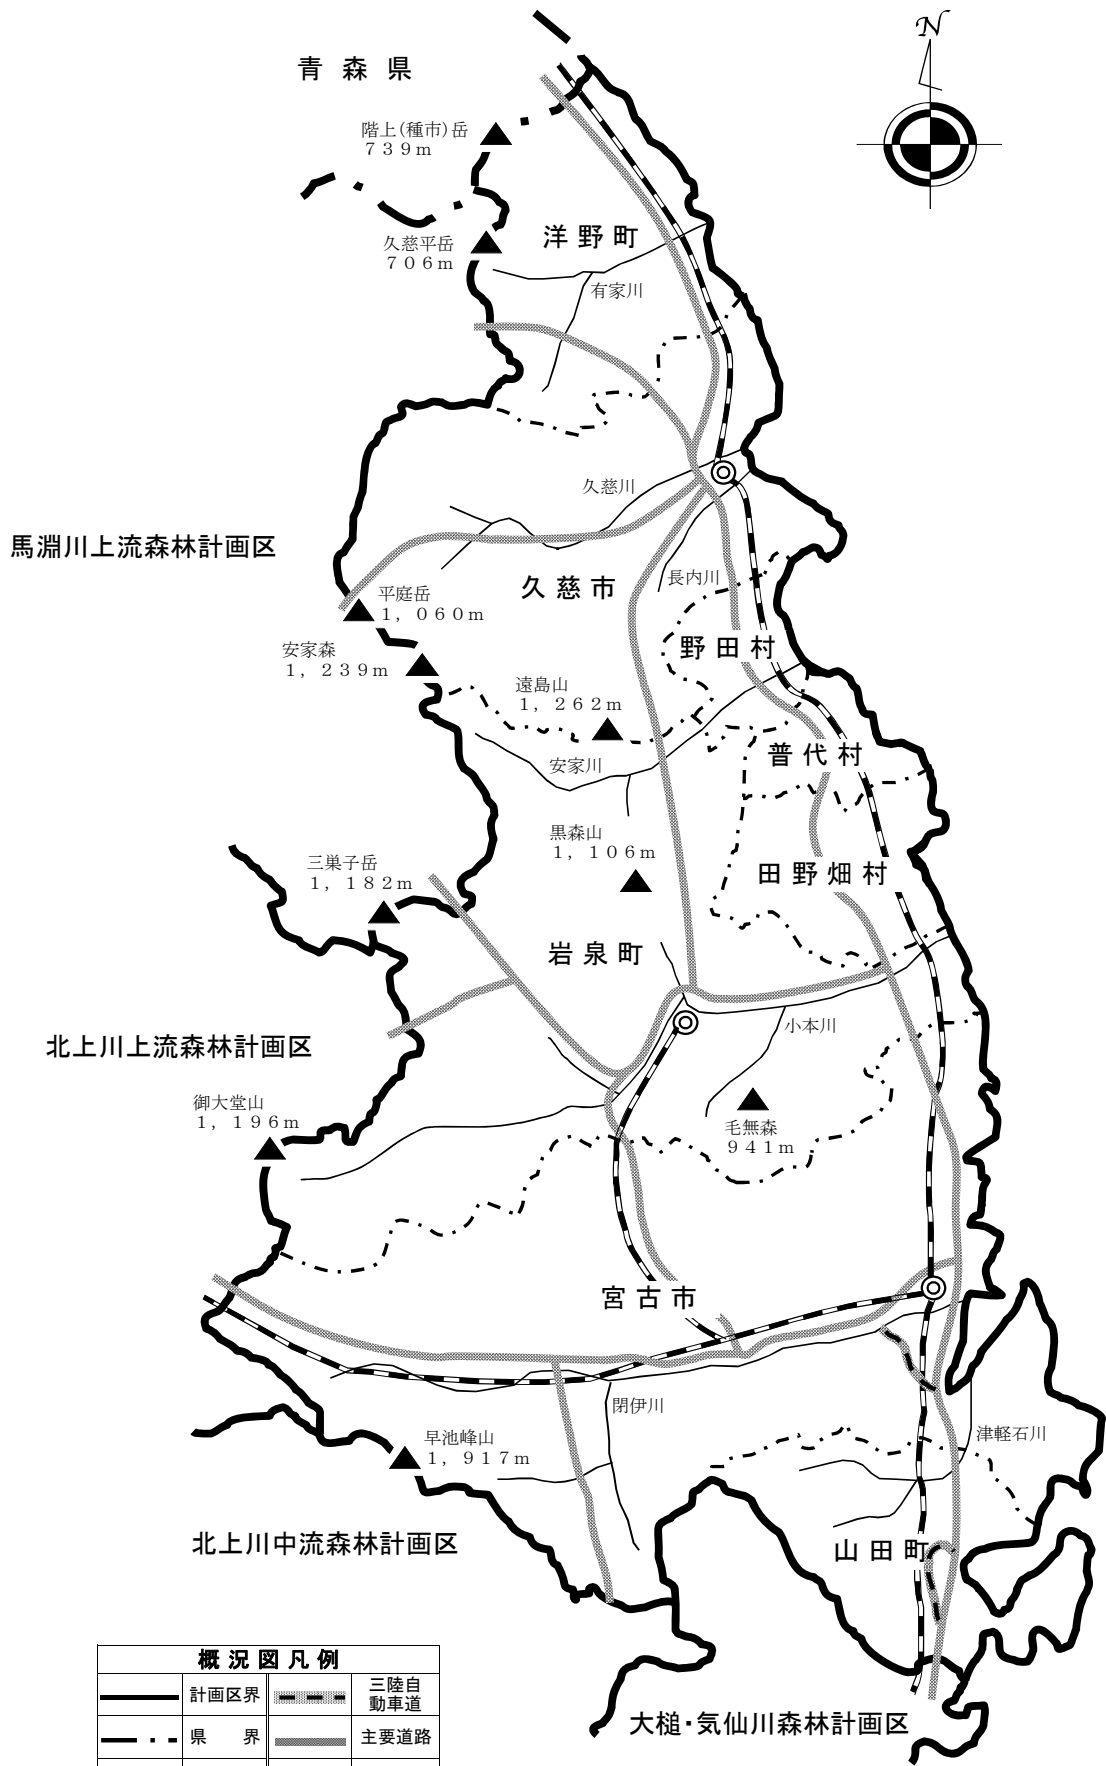 N
青森県
階上(種市)岳
７３９ｍ
久慈平岳
７０６ｍ
洋野町
有家川
久慈川
馬淵川上流森林計画区
久慈市
長内川
平庭岳
１，０６０ｍ
安家森
１，２３９ｍ
野田村
遠島山
１，２６２ｍ
普代村
安家川
黒森山
１，１０６ｍ
三巣子岳
１，１８２ｍ
田野畑村
岩泉町
小本川
北上川上流森林計画区
御大堂山
１，１９６ｍ
毛無森
９４１ｍ
宮古市
閉伊川
早池峰山
１，９１７ｍ
津軽石川
北上川中流森林計画区
山田町
大槌・気仙川森林計画区
概況図凡例
計画区界
三陸自
動車道
県　界
主要道路